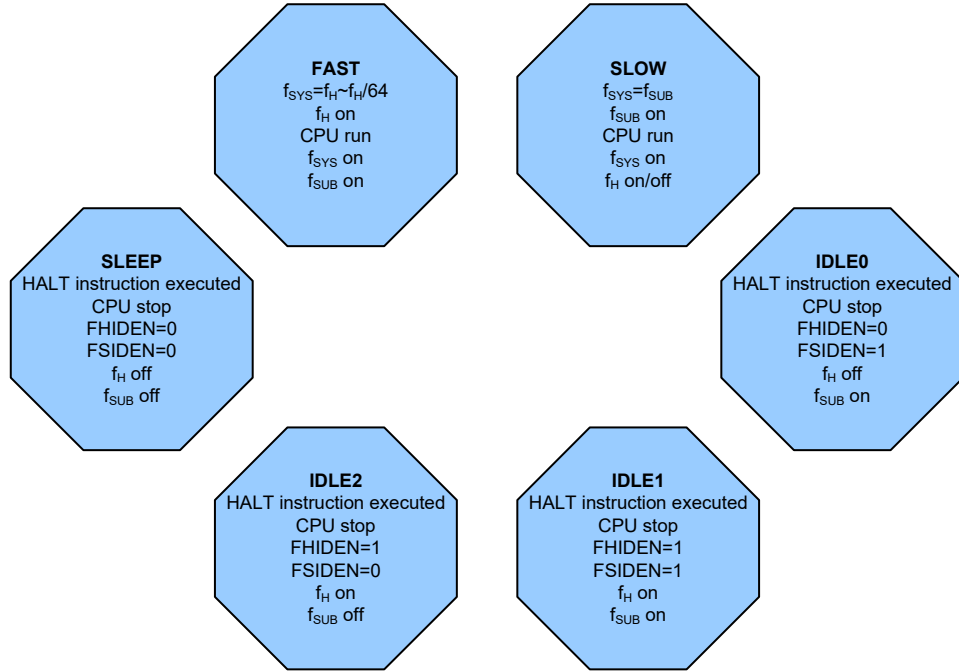 FAST
fSYS=fH~fH/64
fH on
CPU run
fSYS on
fSUB on
SLOW
fSYS=fSUB
fSUB on
CPU run
fSYS on
fH on/off
SLEEP
HALT instruction executed
CPU stop
FHIDEN=0
FSIDEN=0
fH off
fSUB off
IDLE0
HALT instruction executed
CPU stop
FHIDEN=0
FSIDEN=1
fH off
fSUB on
IDLE2
HALT instruction executed
CPU stop
FHIDEN=1
FSIDEN=0
fH on
fSUB off
IDLE1
HALT instruction executed
CPU stop
FHIDEN=1
FSIDEN=1
fH on
fSUB on